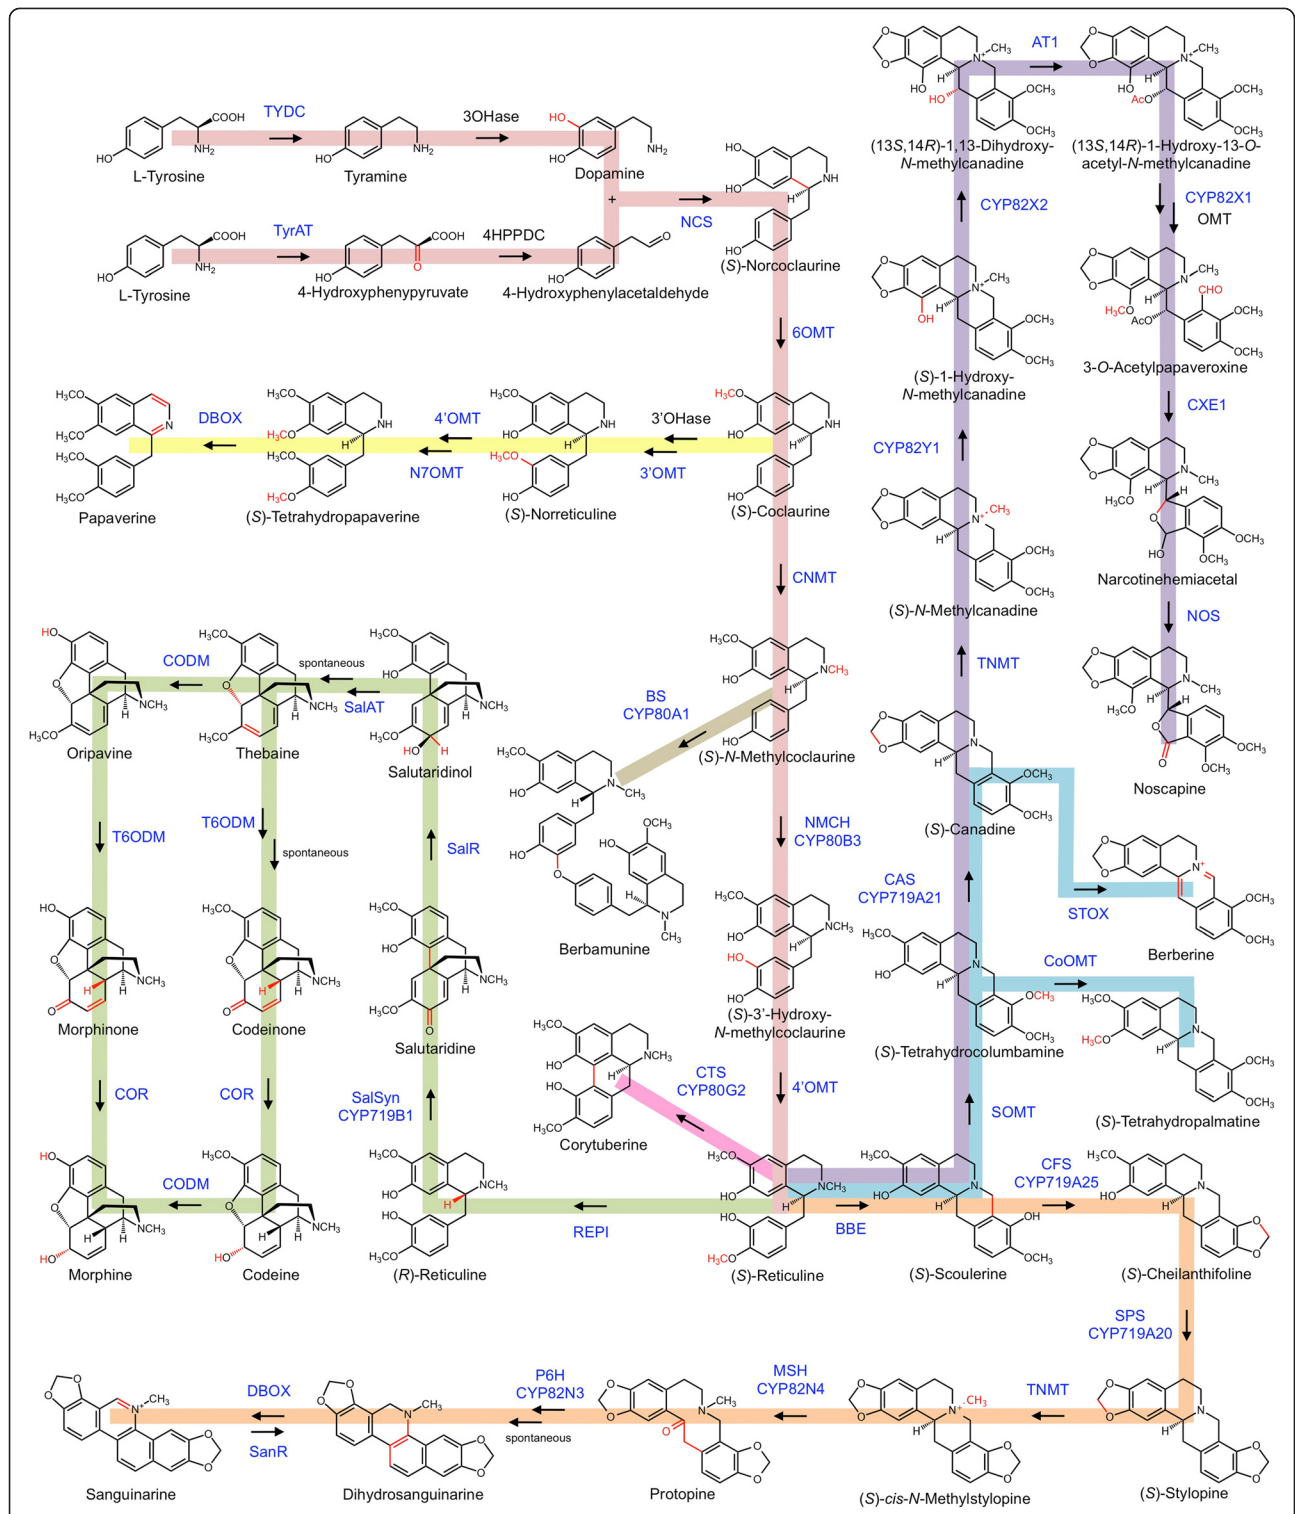 TYDC
3OHase
L-Tyrosine
Tyramine
Dopamine
+
TyrAT
4HPPDC
NCS
L-Tyrosine
4-Hydroxyphenypyruvate
4-Hydroxyphenylacetaldehyde
(S)-Norcoclaurine
6OMT
DBOX
4'OMT
N7OMT
3'OHase
3'OMT
Papaverine
(S)-Tetrahydropapaverine
(S)-Norreticuline
(S)-Coclaurine
CNMT
AT1
(13S,14R)-1,13-Dihydroxy-
N-methylcanadine
(13S,14R)-1-Hydroxy-13-O-
acetyl-N-methylcanadine
CYP82X2
CYP82X1
OMT
(S)-1-Hydroxy-
N-methylcanadine
3-O-Acetylpapaveroxine
CXE1
CYP82Y1
(S)-N-Methylcanadine
Narcotinehemiacetal
NOS
TNMT
Noscapine
(S)-Canadine
CODM
spontaneous
SalAT
BS
CYP80A1
Oripavine
Thebaine
Salutaridinol
(S)-N-Methylcoclaurine
T6ODM
T6ODM
spontaneous
SalR
NMCH
CYP80B3
Berbamunine
CAS
CYP719A21
STOX
Berberine
CoOMT
Morphinone
Codeinone
Salutaridine
(S)-3'-Hydroxy-
N-methylcoclaurine
(S)-Tetrahydrocolumbamine
(S)-Tetrahydropalmatine
COR
COR
SalSyn
CYP719B1
CTS
CYP80G2
4'OMT
SOMT
Corytuberine
CODM
REPI
BBE
CFS
CYP719A25
Morphine
Codeine
(R)-Reticuline
(S)-Reticuline
(S)-Scoulerine
(S)-Cheilanthifoline
SPS
CYP719A20
DBOX
SanR
P6H
CYP82N3
spontaneous
MSH
CYP82N4
TNMT
Sanguinarine
Dihydrosanguinarine
Protopine
(S)-cis-N-Methylstylopine
(S)-Stylopine